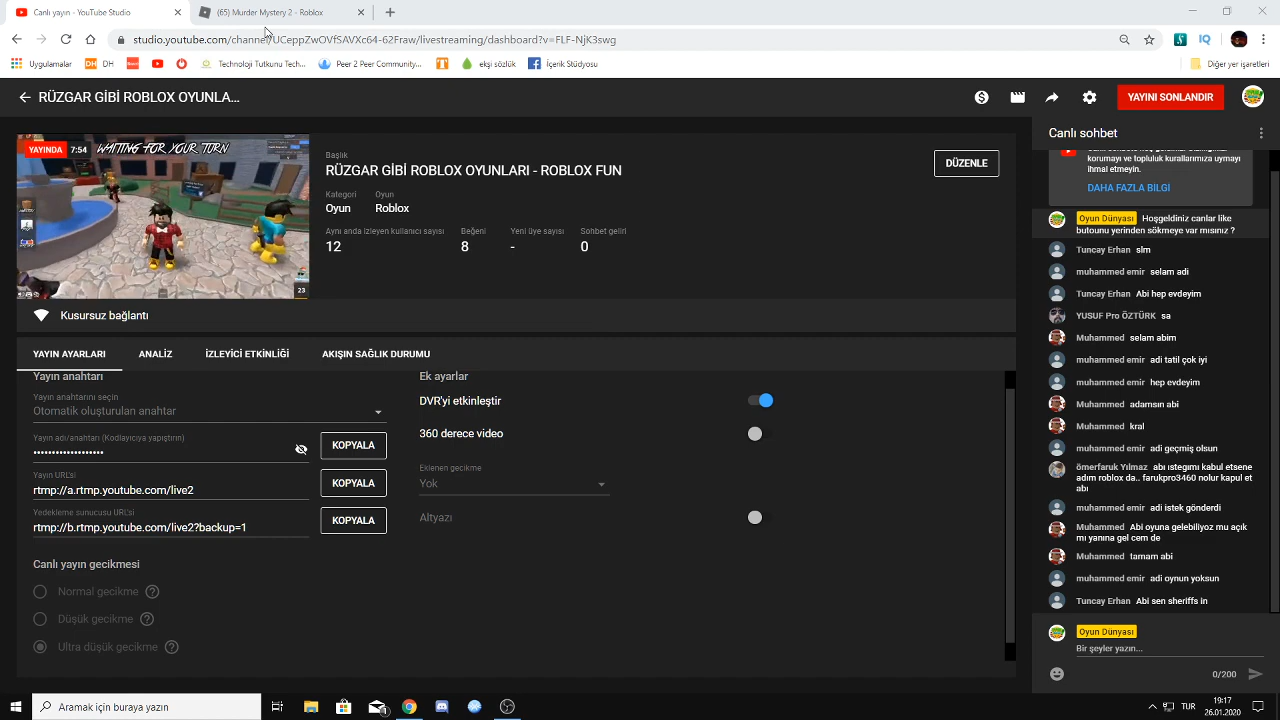 Canlı yayın - YouTube Studio
(65) Murder Mystery 2 - Roblox
studio.youtube.com/channel/UCeppZwOVfSAVXc64-62Fraw/livestreaming/dashboard?v=FLF-NjK3swg
Uygulamalar
DH
Teknoloji Tutkunu Tech...
Peer 2 Peer Community...
ekşi sözlük
İçerik Stüdyosu
Diğer yer işaretleri
RÜZGAR GİBİ ROBLOX OYUNLA...
YAYINI SONLANDIR
YAYINDA
7:54
WAITING FOR YOUR TURN
23
Başlık
RÜZGAR GİBİ ROBLOX OYUNLARI - ROBLOX FUN
DÜZENLE
Kategori
Oyun
Oyun
Roblox
Aynı anda izleyen kullanıcı sayısı
12
Beğeni
8
Yeni üye sayısı
-
Sohbet geliri
0
Kusursuz bağlantı
YAYIN AYARLARI
ANALİZ
İZLEYİCİ ETKİNLİĞİ
AKIŞIN SAĞLIK DURUMU
Yayın anahtarı
Yayın anahtarını seçin
Otomatik oluşturulan anahtar
Yayın adı/anahtarı (Kodlayıcıya yapıştırın)
KOPYALA
Yayın URL'si
rtmp://a.rtmp.youtube.com/live2
KOPYALA
Yedekleme sunucusu URL'si
rtmp://b.rtmp.youtube.com/live2?backup=1
KOPYALA
Canlı yayın gecikmesi
Normal gecikme
Düşük gecikme
Ultra düşük gecikme
Ek ayarlar
DVR'yi etkinleştir
360 derece video
Eklenen gecikme
Yok
Altyazı
Canlı sohbet
korumayı ve topluluk kurallarımıza uymayı
ihmal etmeyin.
DAHA FAZLA BILGI
Oyun Dünyası Hoşgeldiniz canlar like
butounu yerinden sökmeye var mısınız ?
Tuncay Erhan slm
muhammed emir selam adi
Tuncay Erhan Abi hep evdeyim
YUSUF Pro ÖZTÜRK sa
Muhammed selam abim
muhammed emir adi tatil çok iyi
muhammed emir hep evdeyim
Muhammed adamsın abi
Muhammed kral
muhammed emir adi geçmiş olsun
ömerfaruk Yılmaz abı ıstegımı kabul etsene
adım roblox da.. farukpro3460 nolur kapul et
abı
muhammed emir adi istek gönderdi
Muhammed Abi oyuna gelebiliyoz mu açık
mı yanına gel cem de
Muhammed tamam abi
muhammed emir adi oynun yoksun
Tuncay Erhan Abi sen sheriffs in
Oyun Dünyası
Bir şeyler yazın...
0/200
Aramak için buraya yazın
TUR
19:17
26.01.2020